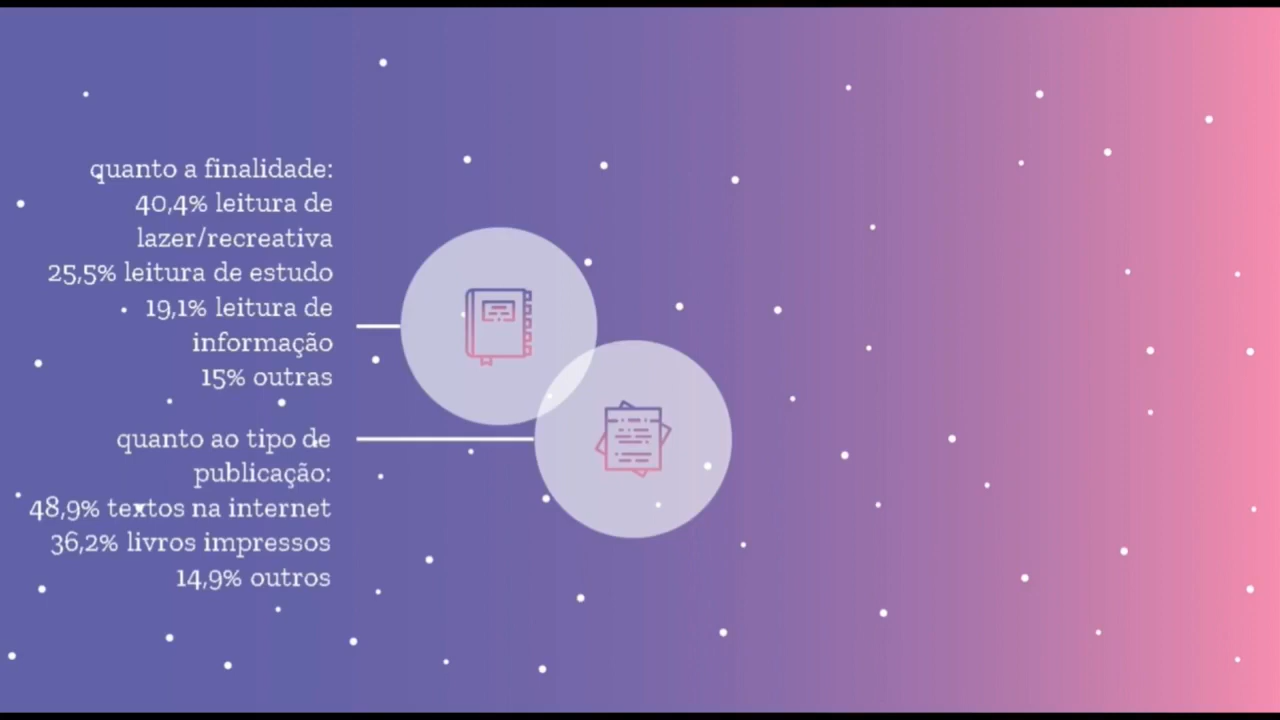 quanto a finalidade:
40,4% leitura de
lazer/recreativa
25,5% leitura de estudo
19,1% leitura de
informação
15% outras
quanto ao tipo de
publicação:
48,9% textos na internet
36,2% livros impressos
14,9% outros